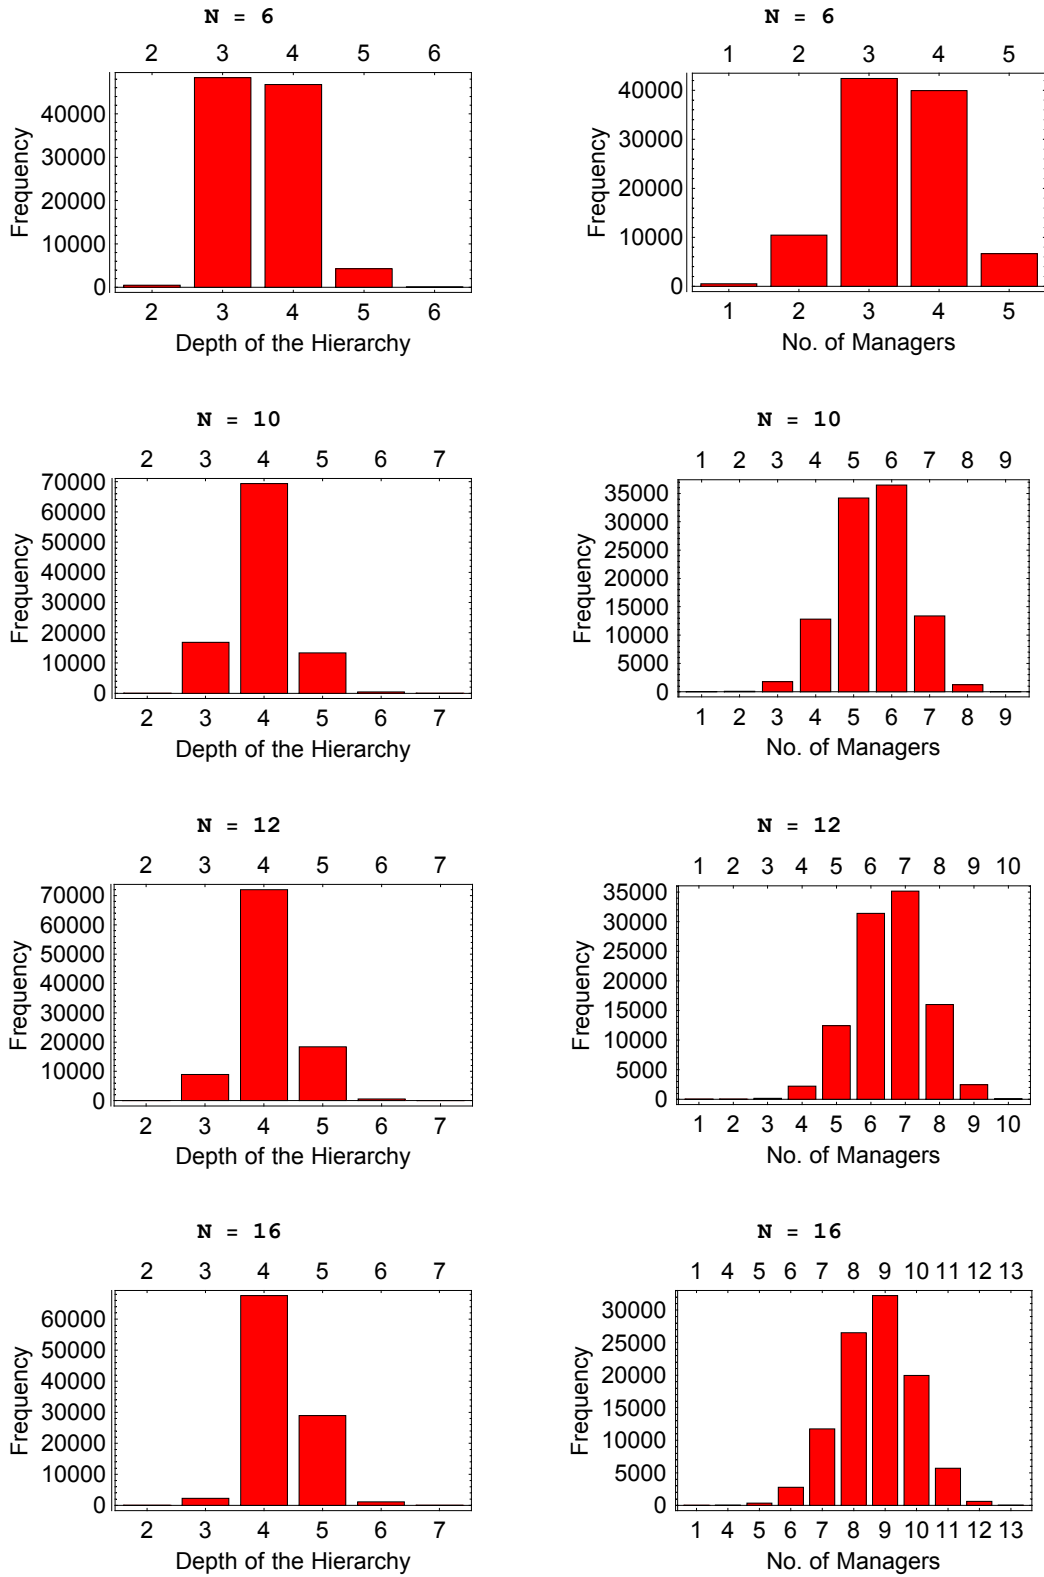 N = 6
2 3 4 5 6
40000
30000
20000
10000
0
Frequency
2 3 4 5 6
Depth of the Hierarchy
N = 6
1 2 3 4 5
40000
30000
20000
10000
0
Frequency
1 2 3 4 5
No. of Managers
N = 10
2 3 4 5 6 7
70000
60000
50000
40000
30000
20000
10000
0
Frequency
2 3 4 5 6 7
Depth of the Hierarchy
N = 10
1 2 3 4 5 6 7 8 9
35000
30000
25000
20000
15000
10000
5000
0
Frequency
1 2 3 4 5 6 7 8 9
No. of Managers
N = 12
2 3 4 5 6 7
70000
60000
50000
40000
30000
20000
10000
0
Frequency
2 3 4 5 6 7
Depth of the Hierarchy
N = 12
1 2 3 4 5 6 7 8 9 10
35000
30000
25000
20000
15000
10000
5000
0
Frequency
1 2 3 4 5 6 7 8 9 10
No. of Managers
N = 16
2 3 4 5 6 7
60000
50000
40000
30000
20000
10000
0
Frequency
2 3 4 5 6 7
Depth of the Hierarchy
N = 16
1 4 5 6 7 8 9 10 11 12 13
30000
25000
20000
15000
10000
5000
0
Frequency
1 4 5 6 7 8 9 10 11 12 13
No. of Managers